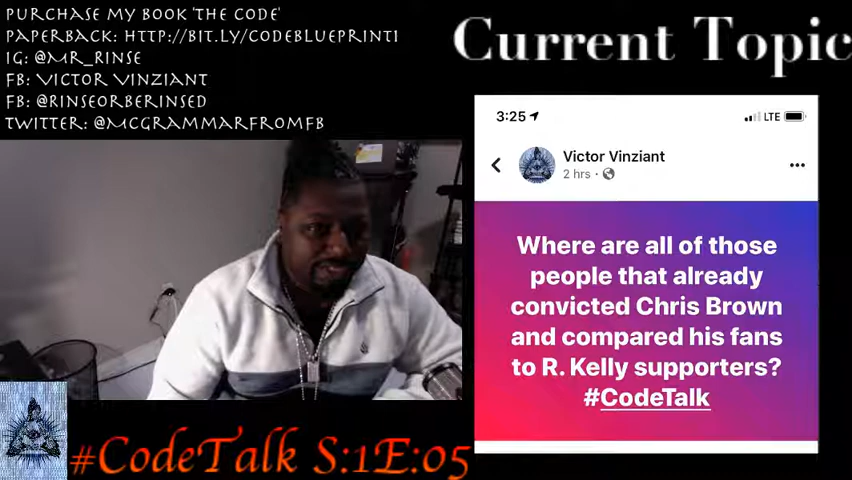 PURCHASE MY BOOK 'THE CODE'
PAPERBACK: HTTP://BIT.LY/CODEBLUEPRINT1
IG: @MR_RINSE
FB: VICTOR VINZIANT
FB: @RINSEORBERINSED
TWITTER: @MCGRAMMARFROMFB
Current Topic
3:25
LTE
Victor Vinziant
2 hrs ·
Where are all of those
people that already
convicted Chris Brown
and compared his fans
to R. Kelly supporters?
#CodeTalk
#CodeTalk S:1E:05